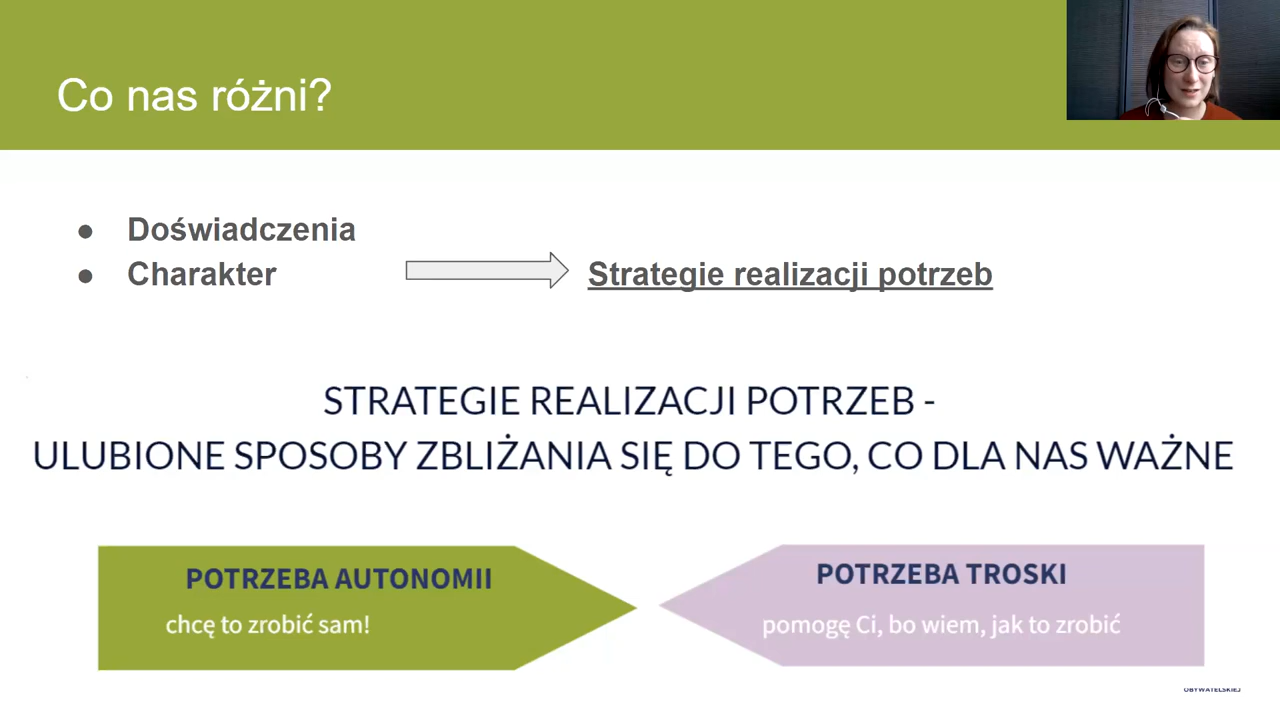 Co nas różni?
● Doświadczenia
● Charakter
Strategie realizacji potrzeb
STRATEGIE REALIZACJI POTRZEB -
ULUBIONE SPOSOBY ZBLIŻANIA SIĘ DO TEGO, CO DLA NAS WAŻNE
POTRZEBA AUTONOMII
chcę to zrobić sam!
POTRZEBA TROSKI
pomogę Ci, bo wiem, jak to zrobić
OBYWATELSKIEJ